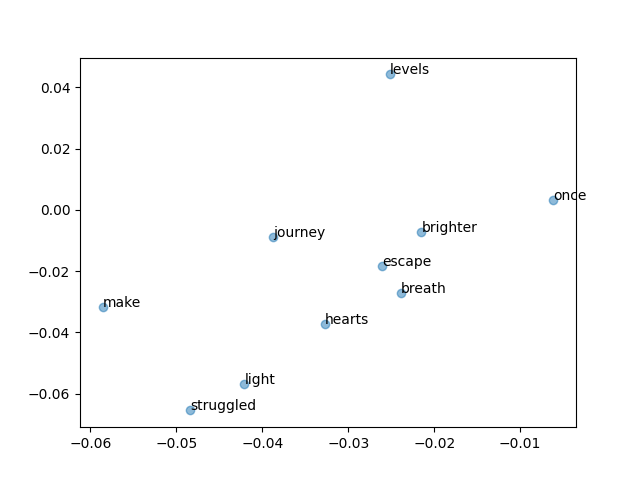 levels
0.04
0.02
once
0.00
brighter
journey
escape
−0.02
breath
make
hearts
−0.04
light
−0.06
struggled
−0.06 −0.05 −0.04 −0.03 −0.02 −0.01